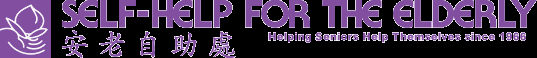 SELF-HELP FOR THE ELDERLY
安老自助處
Helping Seniors Help Themselves since 1966